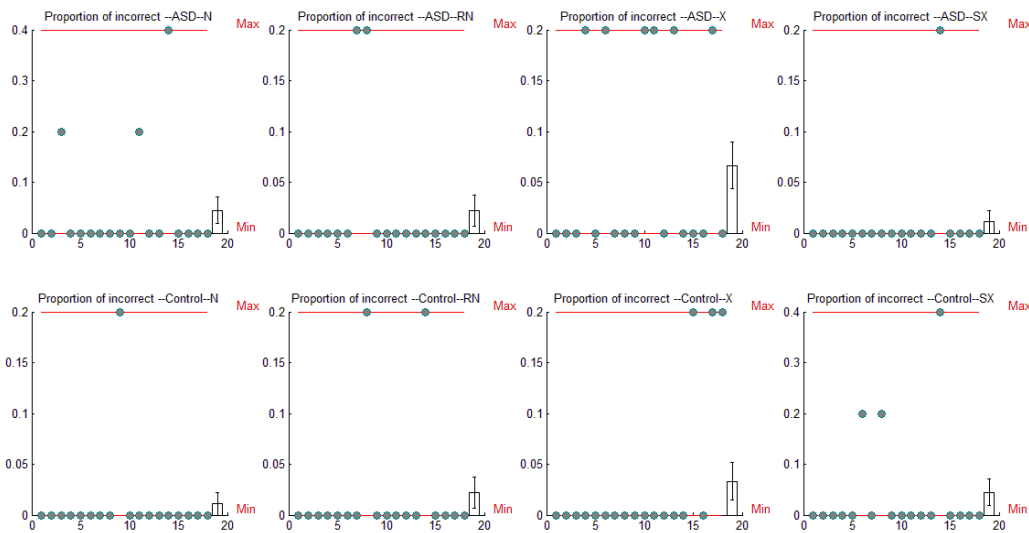 Proportion of incorrect --ASD--N
Max
0.4
0.3
0.2
0.1
0
0 5 10 15 20
Min
Proportion of incorrect --ASD--RN
Max
0.2
0.15
0.1
0.05
0
0 5 10 15 20
Min
Proportion of incorrect --ASD--X
Max
0.2
0.15
0.1
0.05
0
0 5 10 15 20
Min
Proportion of incorrect --ASD--SX
Max
0.2
0.15
0.1
0.05
0
0 5 10 15 20
Min
Proportion of incorrect --Control--N
Max
0.2
0.15
0.1
0.05
0
0 5 10 15 20
Min
Proportion of incorrect --Control--RN
Max
0.2
0.15
0.1
0.05
0
0 5 10 15 20
Min
Proportion of incorrect --Control--X
Max
0.2
0.15
0.1
0.05
0
0 5 10 15 20
Min
Proportion of incorrect --Control--SX
Max
0.4
0.3
0.2
0.1
0
0 5 10 15 20
Min